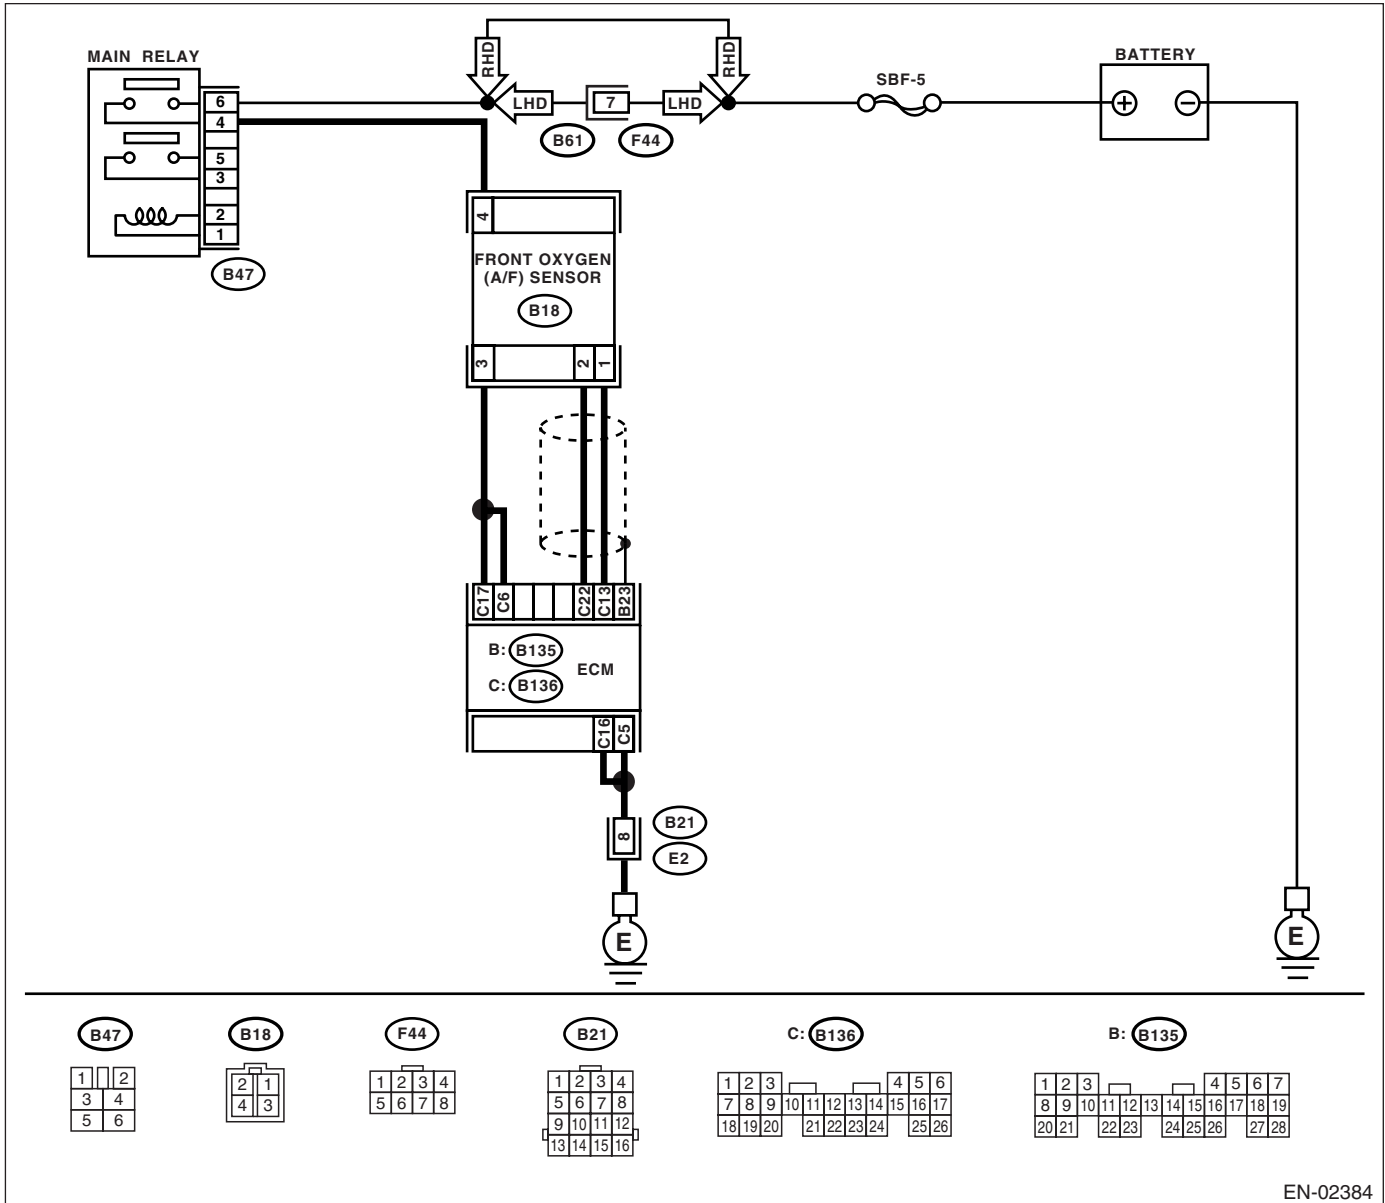 MAIN RELAY
6
4
5
3
2
1
B47
RHD
LHD
7
LHD
RHD
B61
F44
SBF-5
BATTERY
+
−
4
FRONT OXYGEN
(A/F) SENSOR
B18
3
2
1
C17
C6
C22
C13
B23
B: B135
C: B136
ECM
C16
C5
8
B21
E2
E
E
B47
1 2
3 4
5 6
B18
2 1
4 3
F44
1 2 3 4
5 6 7 8
B21
1 2 3 4
5 6 7 8
9 10 11 12
13 14 15 16
C: B136
1 2 3 4 5 6
7 8 9 10 11 12 13 14 15 16 17
18 19 20 21 22 23 24 25 26
B: B135
1 2 3 4 5 6 7
8 9 10 11 12 13 14 15 16 17 18 19
20 21 22 23 24 25 26 27 28
EN-02384